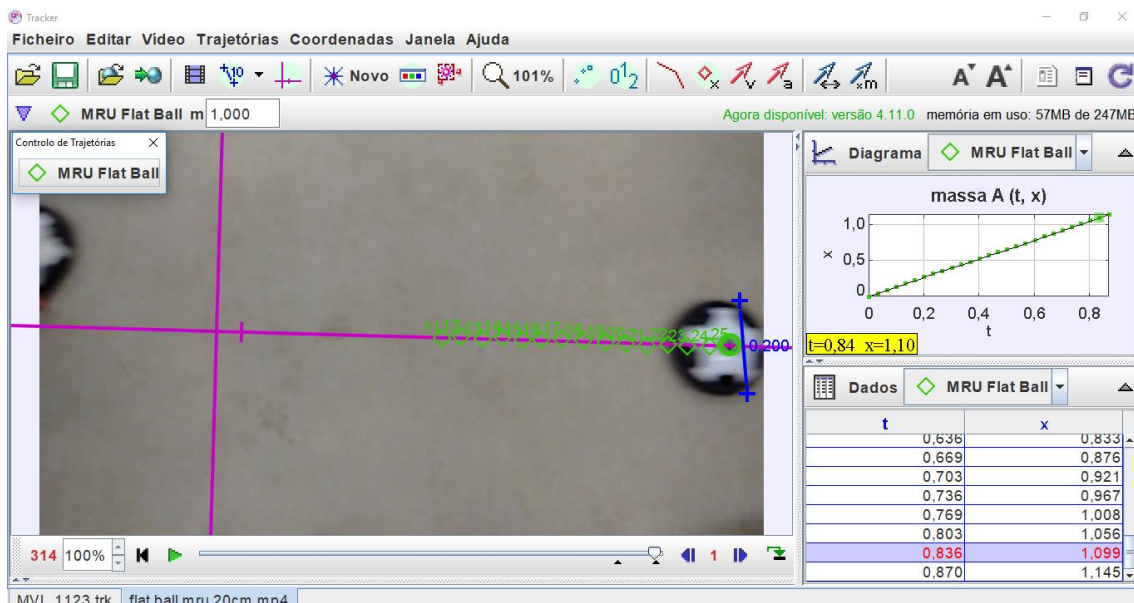 Tracker
Ficheiro Editar Vídeo Trajetórias Coordenadas Janela Ajuda
Novo 101%
MRU Flat Ball m 1,000 Agora disponível: versão 4.11.0 memória em uso: 57MB de 247MB
Controlo de Trajetórias
MRU Flat Ball
0,200
314 100% 1
MVL_1123.trk flat ball mru 20cm.mp4
Diagrama MRU Flat Ball
massa A (t, x)
1,0
x 0,5
0
0 0,2 0,4 0,6 0,8
t
t=0,84 x=1,10
Dados MRU Flat Ball
t x
0,636 0,833
0,669 0,876
0,703 0,921
0,736 0,967
0,769 1,008
0,803 1,056
0,836 1,099
0,870 1,145